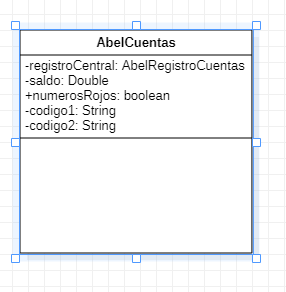 AbelCuentas
-registroCentral: AbelRegistroCuentas
-saldo: Double
+numerosRojos: boolean
-codigo1: String
-codigo2: String